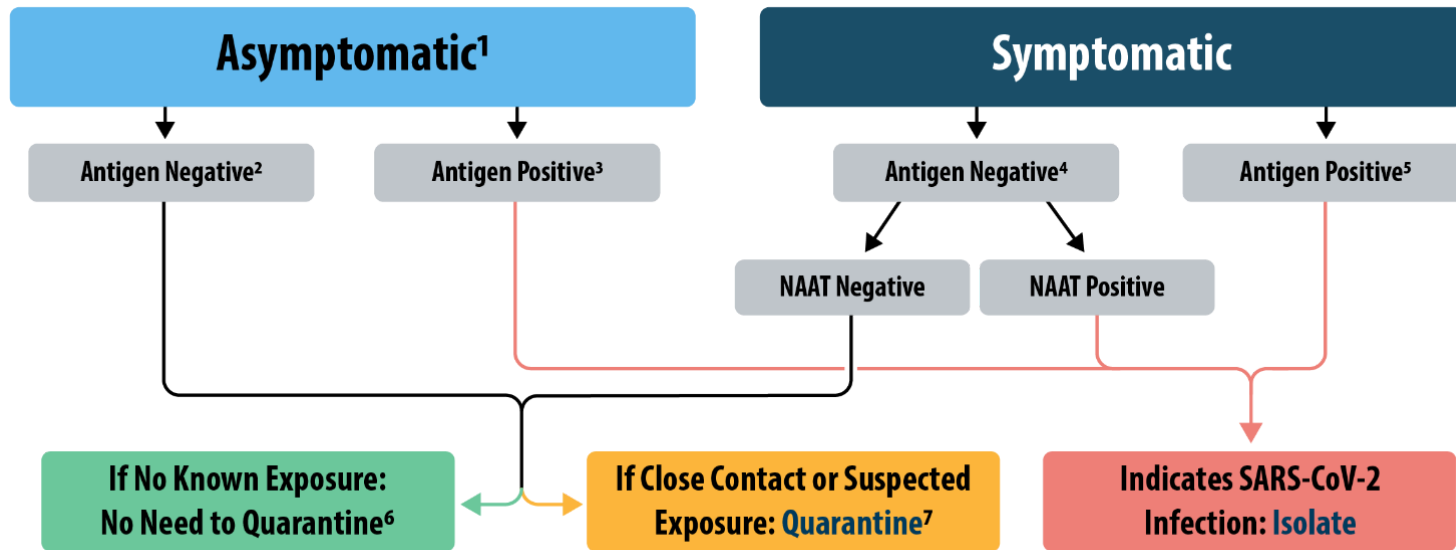 Asymptomatic¹
Symptomatic
Antigen Negative²
Antigen Positive³
Antigen Negative⁴
Antigen Positive⁵
NAAT Negative
NAAT Positive
If No Known Exposure:
No Need to Quarantine⁶
If Close Contact or Suspected
Exposure: Quarantine⁷
Indicates SARS-CoV-2
Infection: Isolate